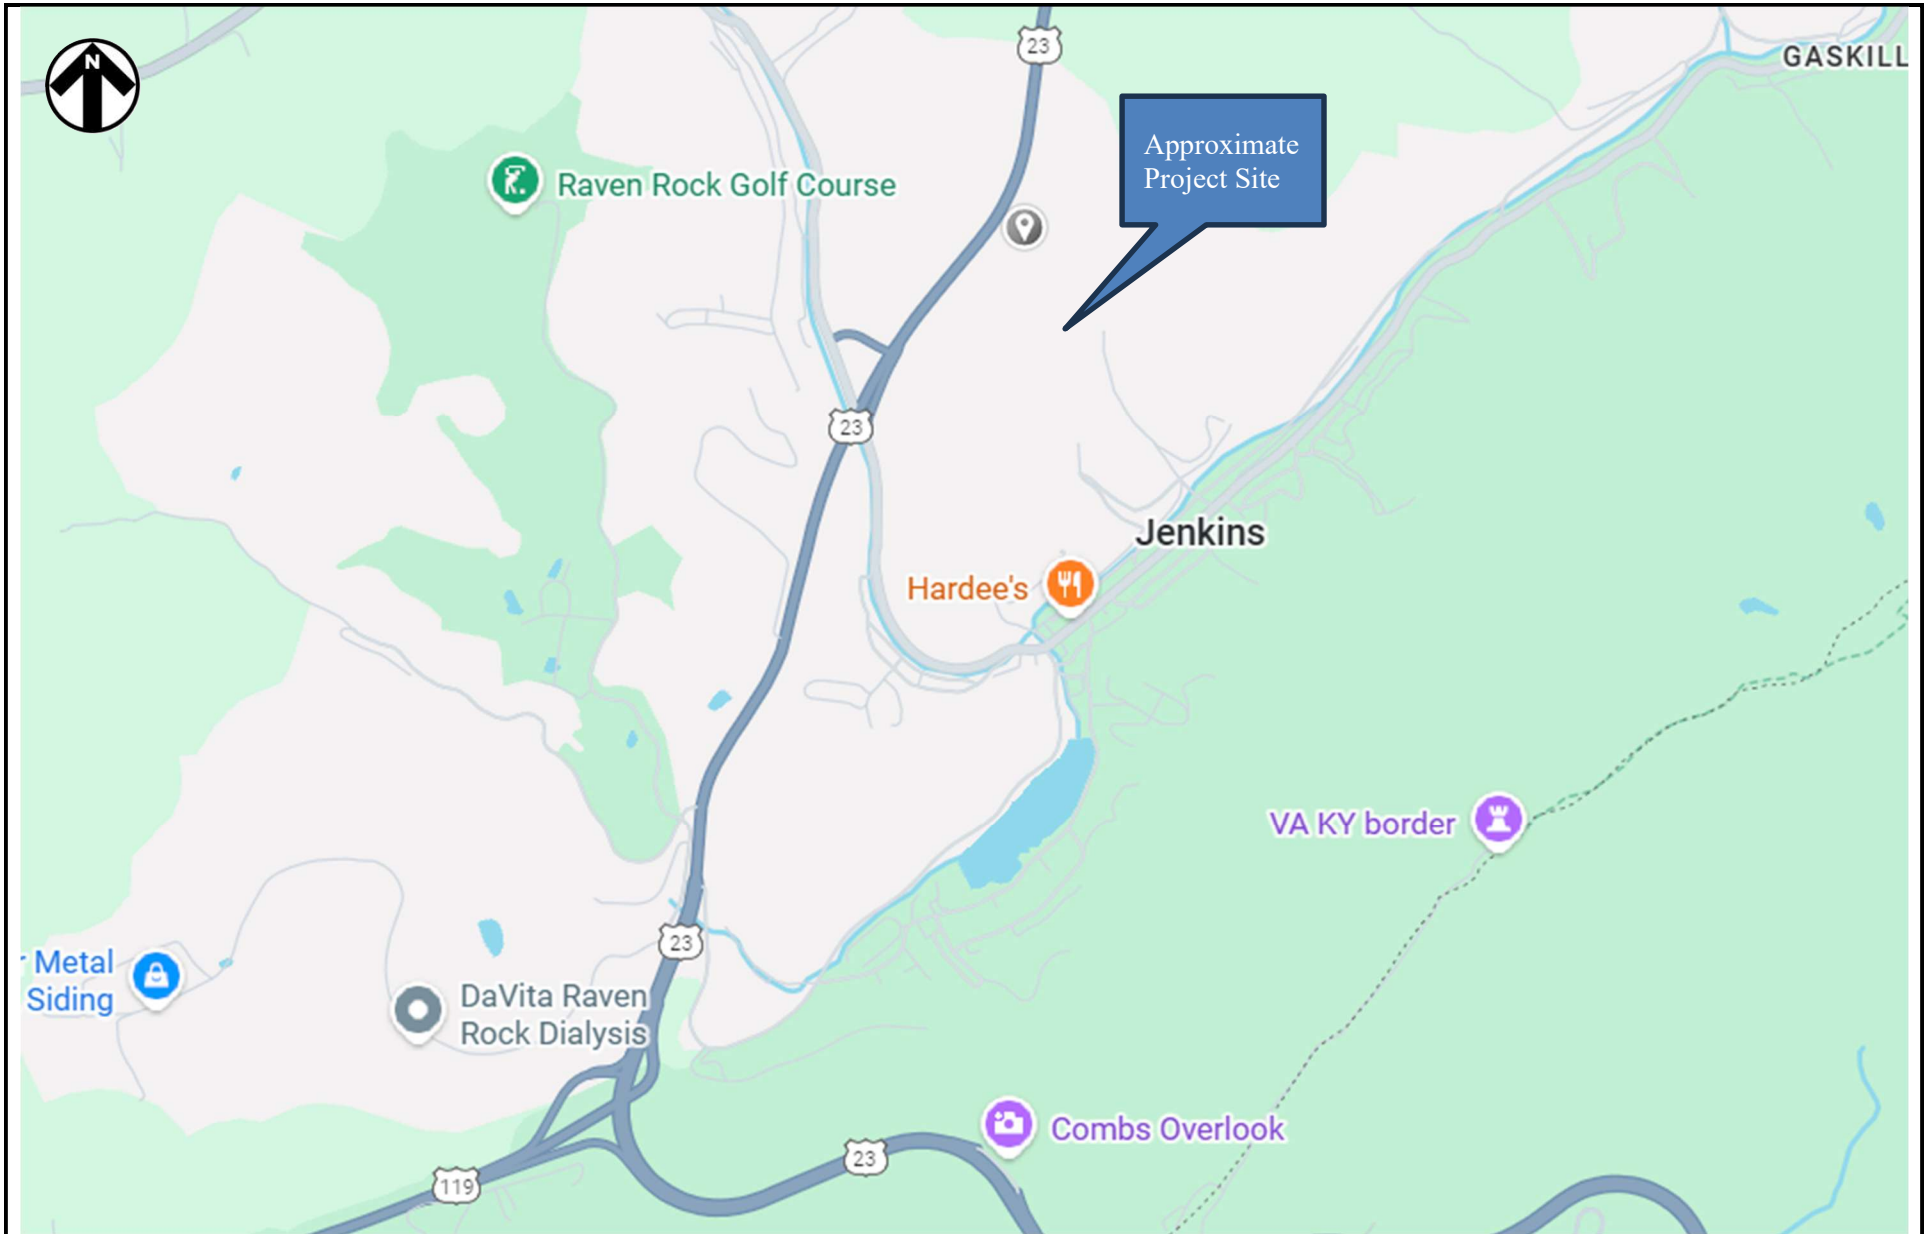 23
GASKILL
N
Approximate
Project Site
Raven Rock Golf Course
23
Jenkins
Hardee's
VA KY border
23
Metal
Siding
DaVita Raven
Rock Dialysis
Combs Overlook
23
119